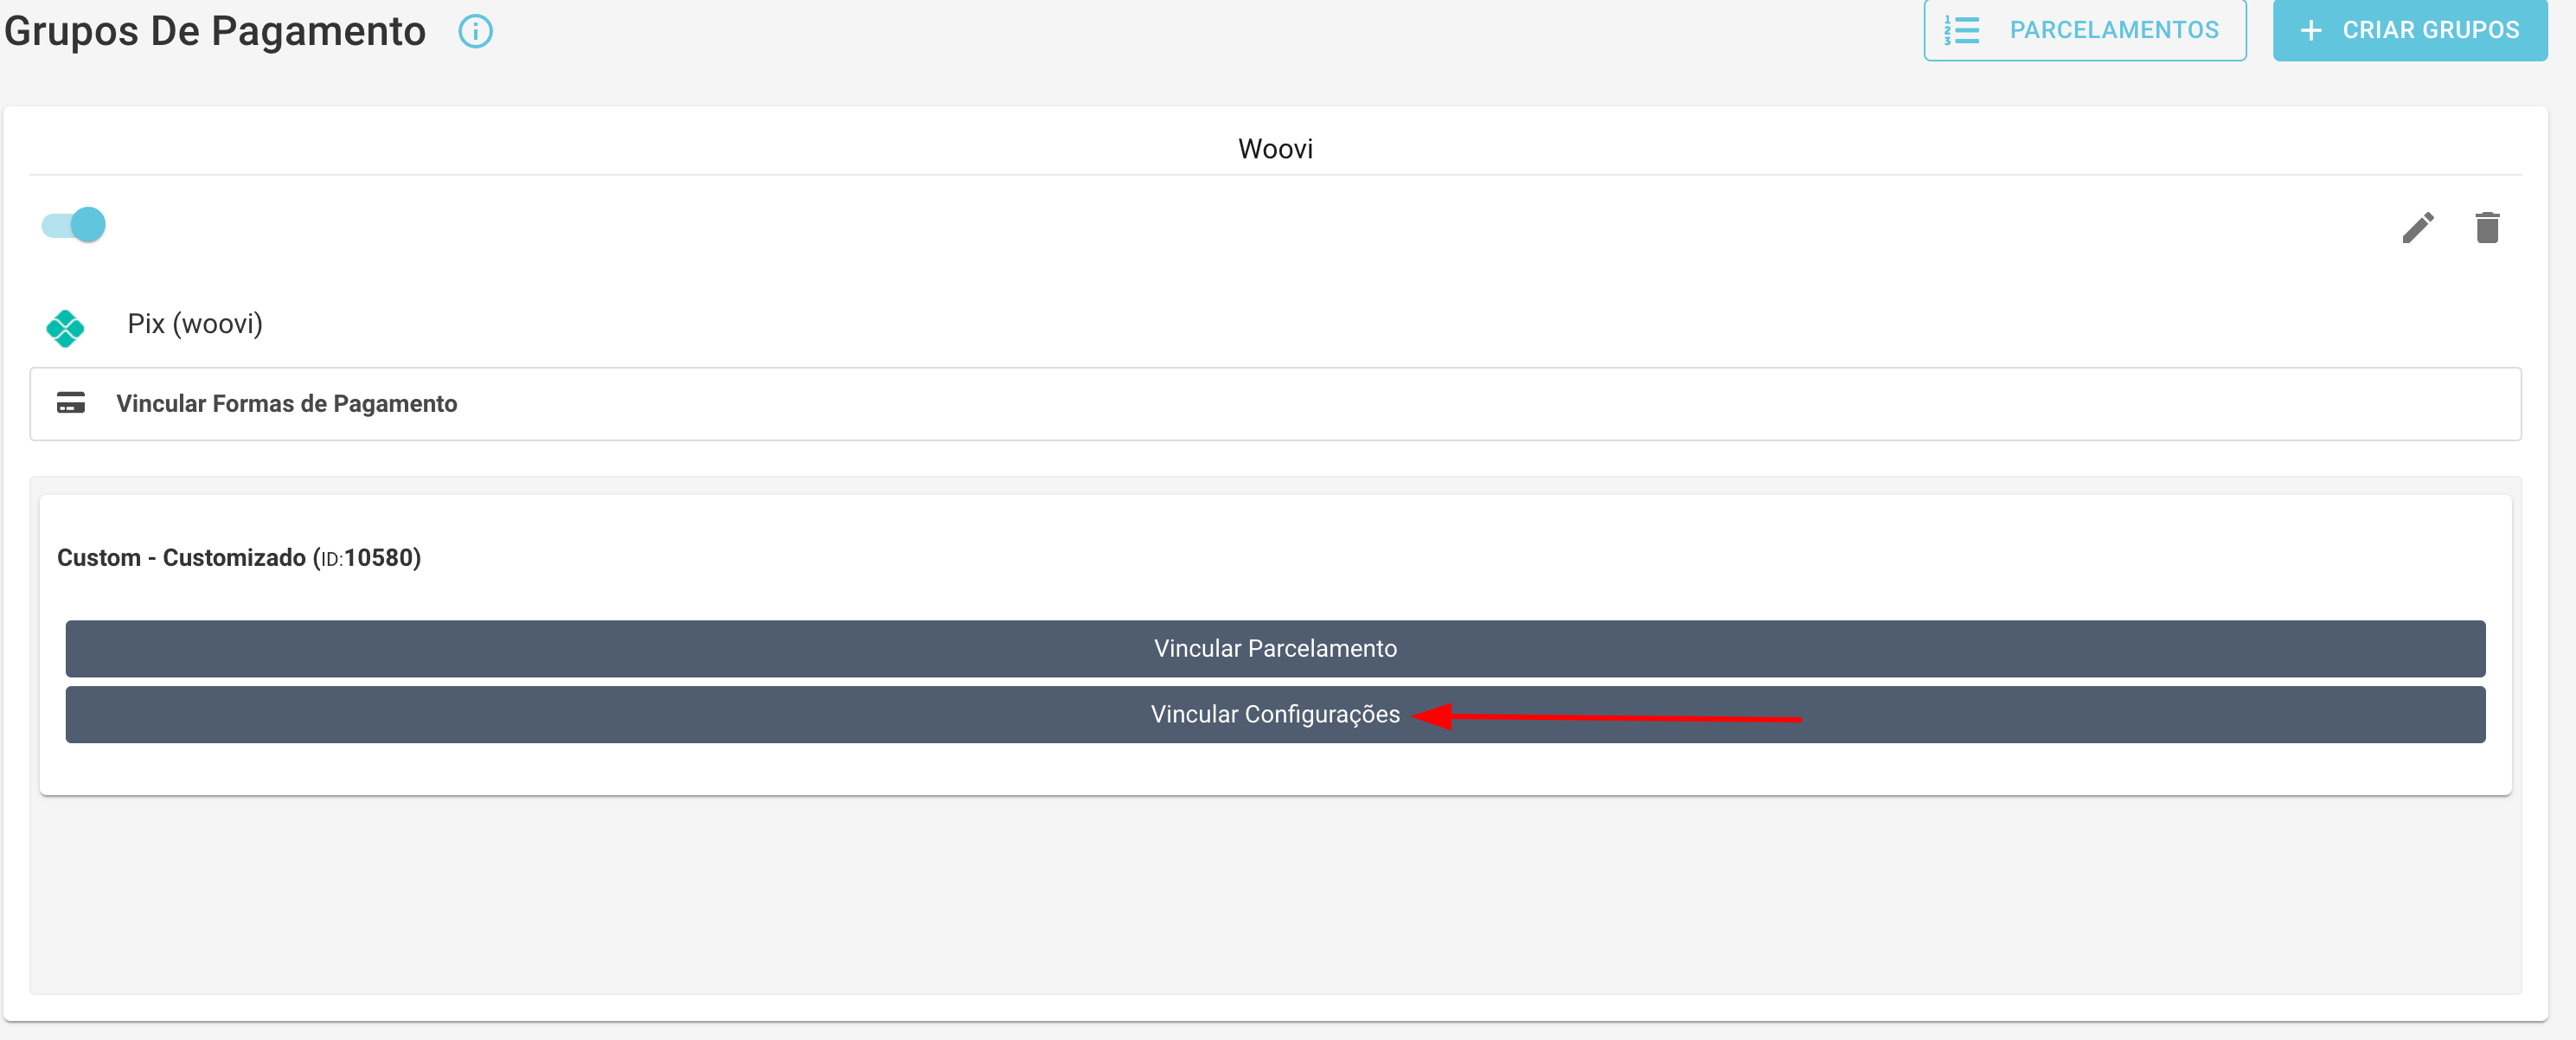 Grupos De Pagamento
PARCELAMENTOS
CRIAR GRUPOS
Woovi
Pix (woovi)
Vincular Formas de Pagamento
Custom - Customizado (ID:10580)
Vincular Parcelamento
Vincular Configurações